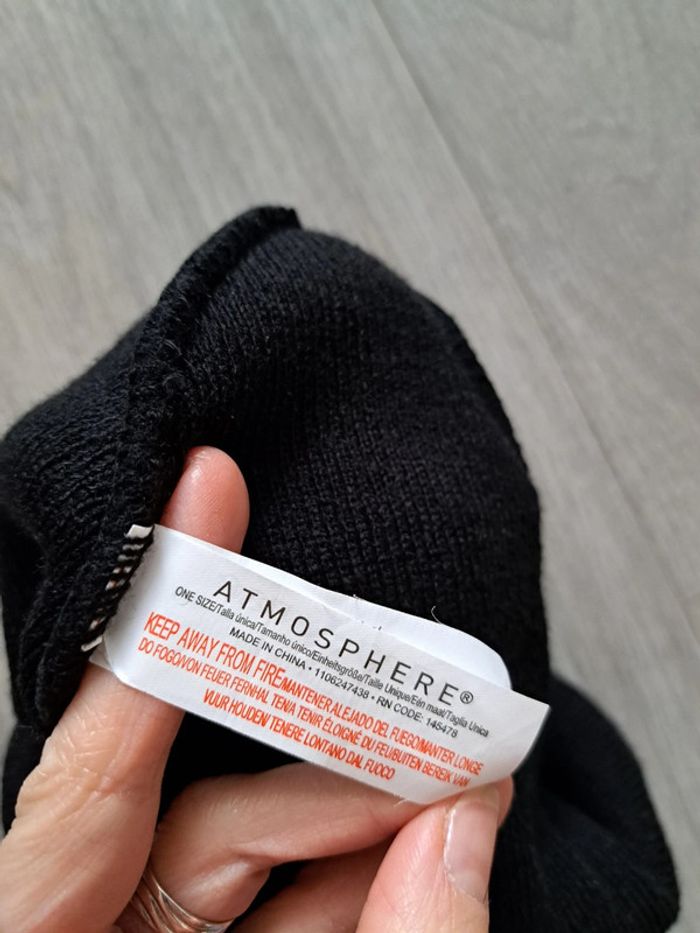 ATMOSPHERE®
ONE SIZE/Talla única/Tamanho único/Einheitsgröße/Taille Unique/Eén maat/Taglia Unica
MADE IN CHINA • 1106247438 • RN CODE: 145478
KEEP AWAY FROM FIRE/MANTENER ALEJADO DEL FUEGO/MANTER LONGE
DO FOGO/VON FEUER FERNHALTEN/A TENIR ÉLOIGNÉ DU FEU/BUITEN BEREIK VAN
VUUR HOUDEN/TENERE LONTANO DAL FUOCO